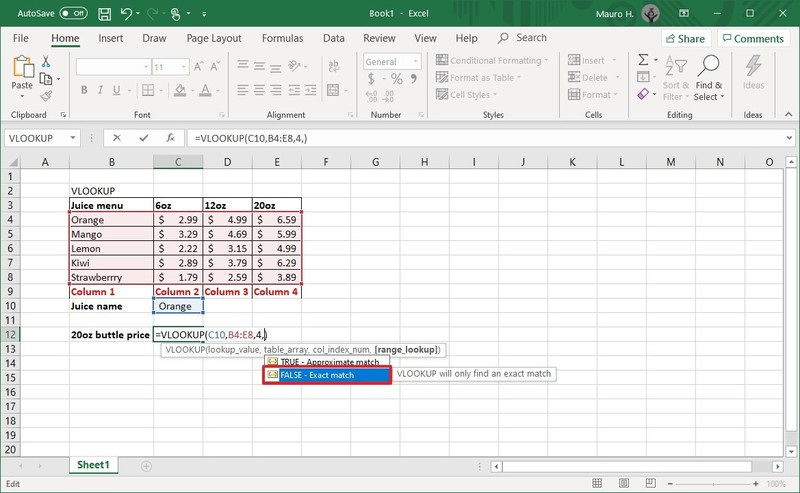 AutoSave Off Book1 - Excel Mauro H.
File Home Insert Draw Page Layout Formulas Data Review View Help Search Share Comments
Paste 11 A A ab General Conditional Formatting Insert Sort & Find & Ideas
B I U A $ % , Format as Table Delete Filter Select
Cell Styles Format
Clipboard Font Alignment Number Styles Cells Editing Ideas
VLOOKUP fx =VLOOKUP(C10,B4:E8,4,)
A B C D E F G H I J K L M N O
1
2 VLOOKUP
3 Juice menu 6oz 12oz 20oz
4 Orange $ 2.99 $ 4.99 $ 6.59
5 Mango $ 3.29 $ 4.69 $ 5.99
6 Lemon $ 2.22 $ 3.15 $ 4.99
7 Kiwi $ 2.89 $ 3.79 $ 6.29
8 Strawberrry $ 1.79 $ 2.59 $ 3.89
9 Column 1 Column 2 Column 3 Column 4
10 Juice name Orange
11
12 20oz buttle price =VLOOKUP(C10,B4:E8,4,)
13 VLOOKUP(lookup_value, table_array, col_index_num, [range_lookup])
14 TRUE - Approximate match
15 FALSE - Exact match VLOOKUP will only find an exact match
16
17
18
19
20
Sheet1
Edit 100%